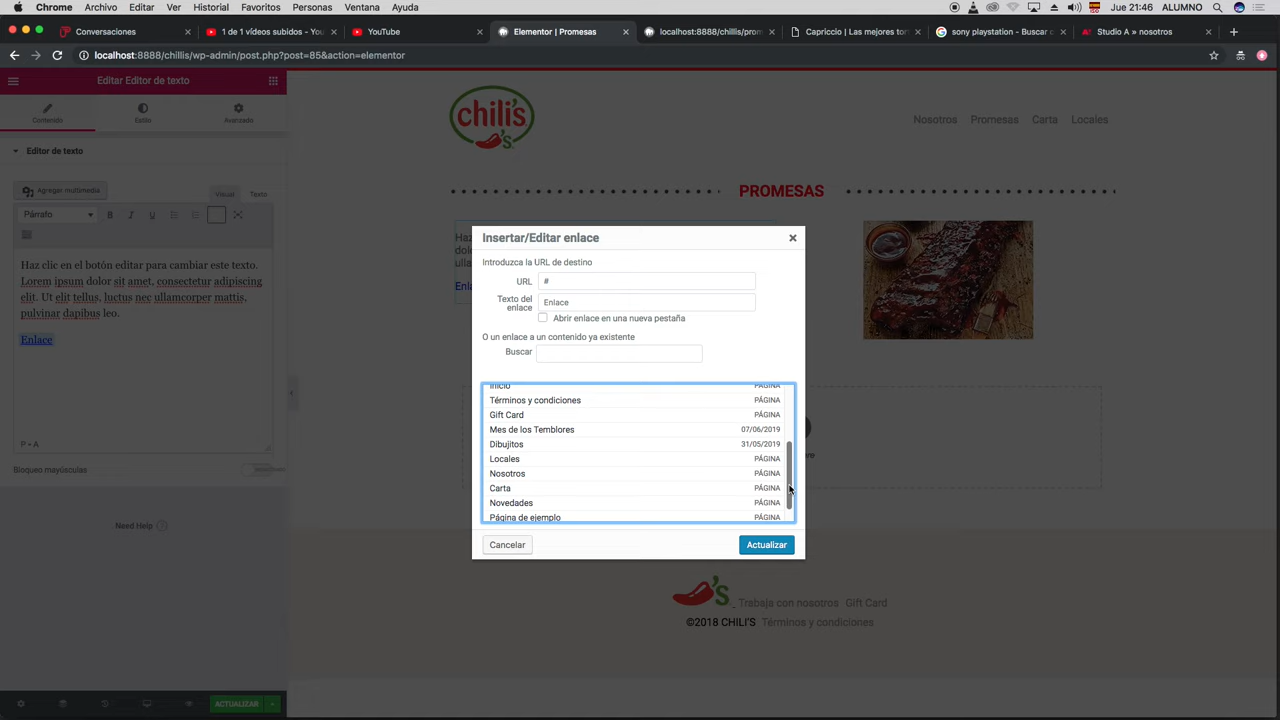 Chrome Archivo Editar Ver Historial Favoritos Personas Ventana Ayuda
Jue 21:46 ALUMNO
Conversaciones
1 de 1 vídeos subidos - You
YouTube
Elementor | Promesas
localhost:8888/chillis/prom
Capriccio | Las mejores tor
sony playstation - Buscar c
Studio A » nosotros
localhost:8888/chillis/wp-admin/post.php?post=85&action=elementor
Editar Editor de texto
Contenido
Estilo
Avanzado
Editor de texto
Agregar multimedia
Visual
Texto
Párrafo
B I U
Haz clic en el botón editar para cambiar este texto.
Lorem ipsum dolor sit amet, consectetur adipiscing
elit. Ut elit tellus, luctus nec ullamcorper mattis,
pulvinar dapibus leo.
Enlace
P » A
Bloqueo mayúsculas
Need Help
ACTUALIZAR
chili's
Nosotros Promesas Carta Locales
PROMESAS
Insertar/Editar enlace
Introduzca la URL de destino
URL #
Texto del
enlace
Enlace
Abrir enlace en una nueva pestaña
O un enlace a un contenido ya existente
Buscar
Inicio PÁGINA
Términos y condiciones PÁGINA
Gift Card PÁGINA
Mes de los Temblores 07/06/2019
Dibujitos 31/05/2019
Locales PÁGINA
Nosotros PÁGINA
Carta PÁGINA
Novedades PÁGINA
Página de ejemplo PÁGINA
Cancelar
Actualizar
Trabaja con nosotros Gift Card
©2018 CHILI'S Términos y condiciones